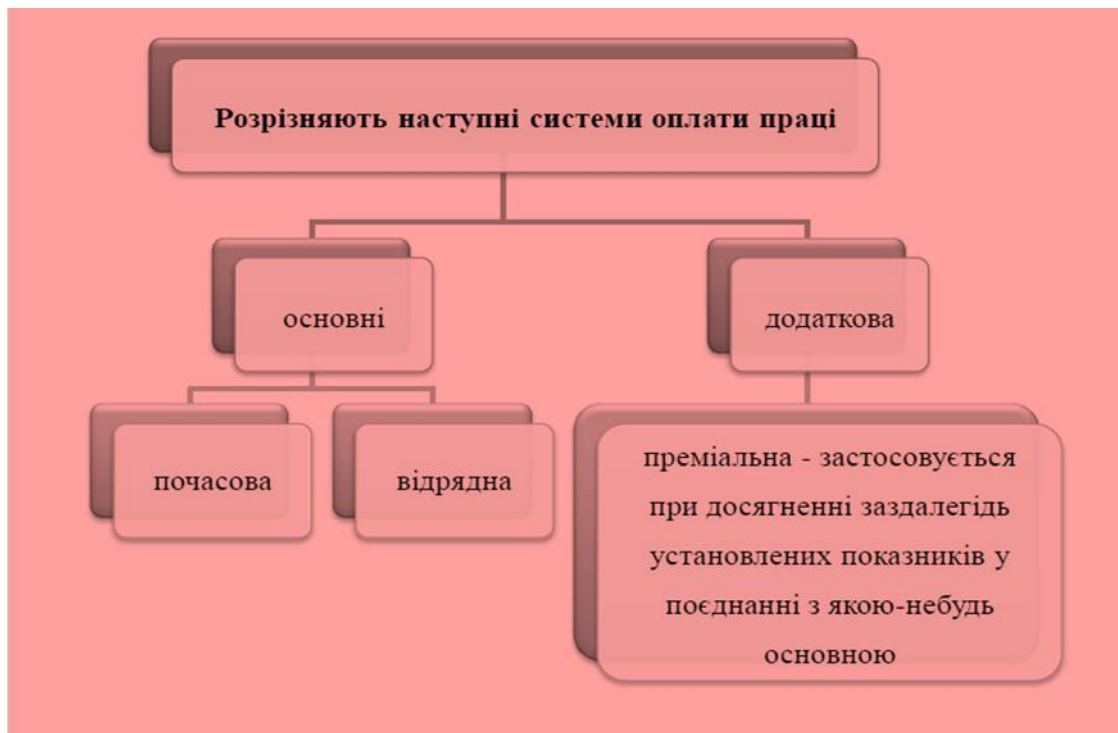 Розрізняють наступні системи оплати праці
основні
додаткова
почасова
відрядна
преміальна - застосовується
при досягненні заздалегідь
установлених показників у
поєднанні з якою-небудь
основною